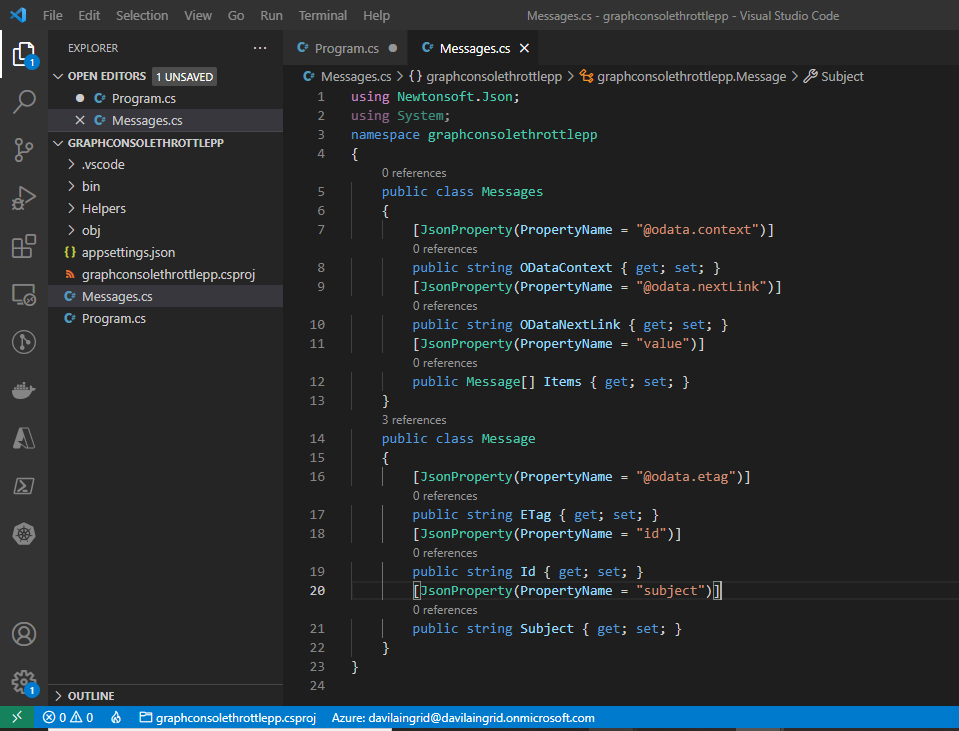 File Edit Selection View Go Run Terminal Help Messages.cs - graphconsolethrottlepp - Visual Studio Code
EXPLORER ...
OPEN EDITORS 1 UNSAVED
C# Program.cs
C# Messages.cs
GRAPHCONSOLETHROTTLEPP
.vscode
bin
Helpers
obj
{} appsettings.json
graphconsolethrottlepp.csproj
C# Messages.cs
C# Program.cs
OUTLINE
1
1
C# Program.cs ● C# Messages.cs ×
C# Messages.cs > {} graphconsolethrottlepp > graphconsolethrottlepp.Message > Subject
1 using Newtonsoft.Json;
2 using System;
3 namespace graphconsolethrottlepp
4 {
0 references
5 public class Messages
6 {
7 [JsonProperty(PropertyName = "@odata.context")]
0 references
8 public string ODataContext { get; set; }
9 [JsonProperty(PropertyName = "@odata.nextLink")]
0 references
10 public string ODataNextLink { get; set; }
11 [JsonProperty(PropertyName = "value")]
0 references
12 public Message[] Items { get; set; }
13 }
3 references
14 public class Message
15 {
16 [JsonProperty(PropertyName = "@odata.etag")]
0 references
17 public string ETag { get; set; }
18 [JsonProperty(PropertyName = "id")]
0 references
19 public string Id { get; set; }
20 [JsonProperty(PropertyName = "subject")]
0 references
21 public string Subject { get; set; }
22 }
23 }
24
0 0 graphconsolethrottlepp.csproj Azure: davilaingrid@davilaingrid.onmicrosoft.com